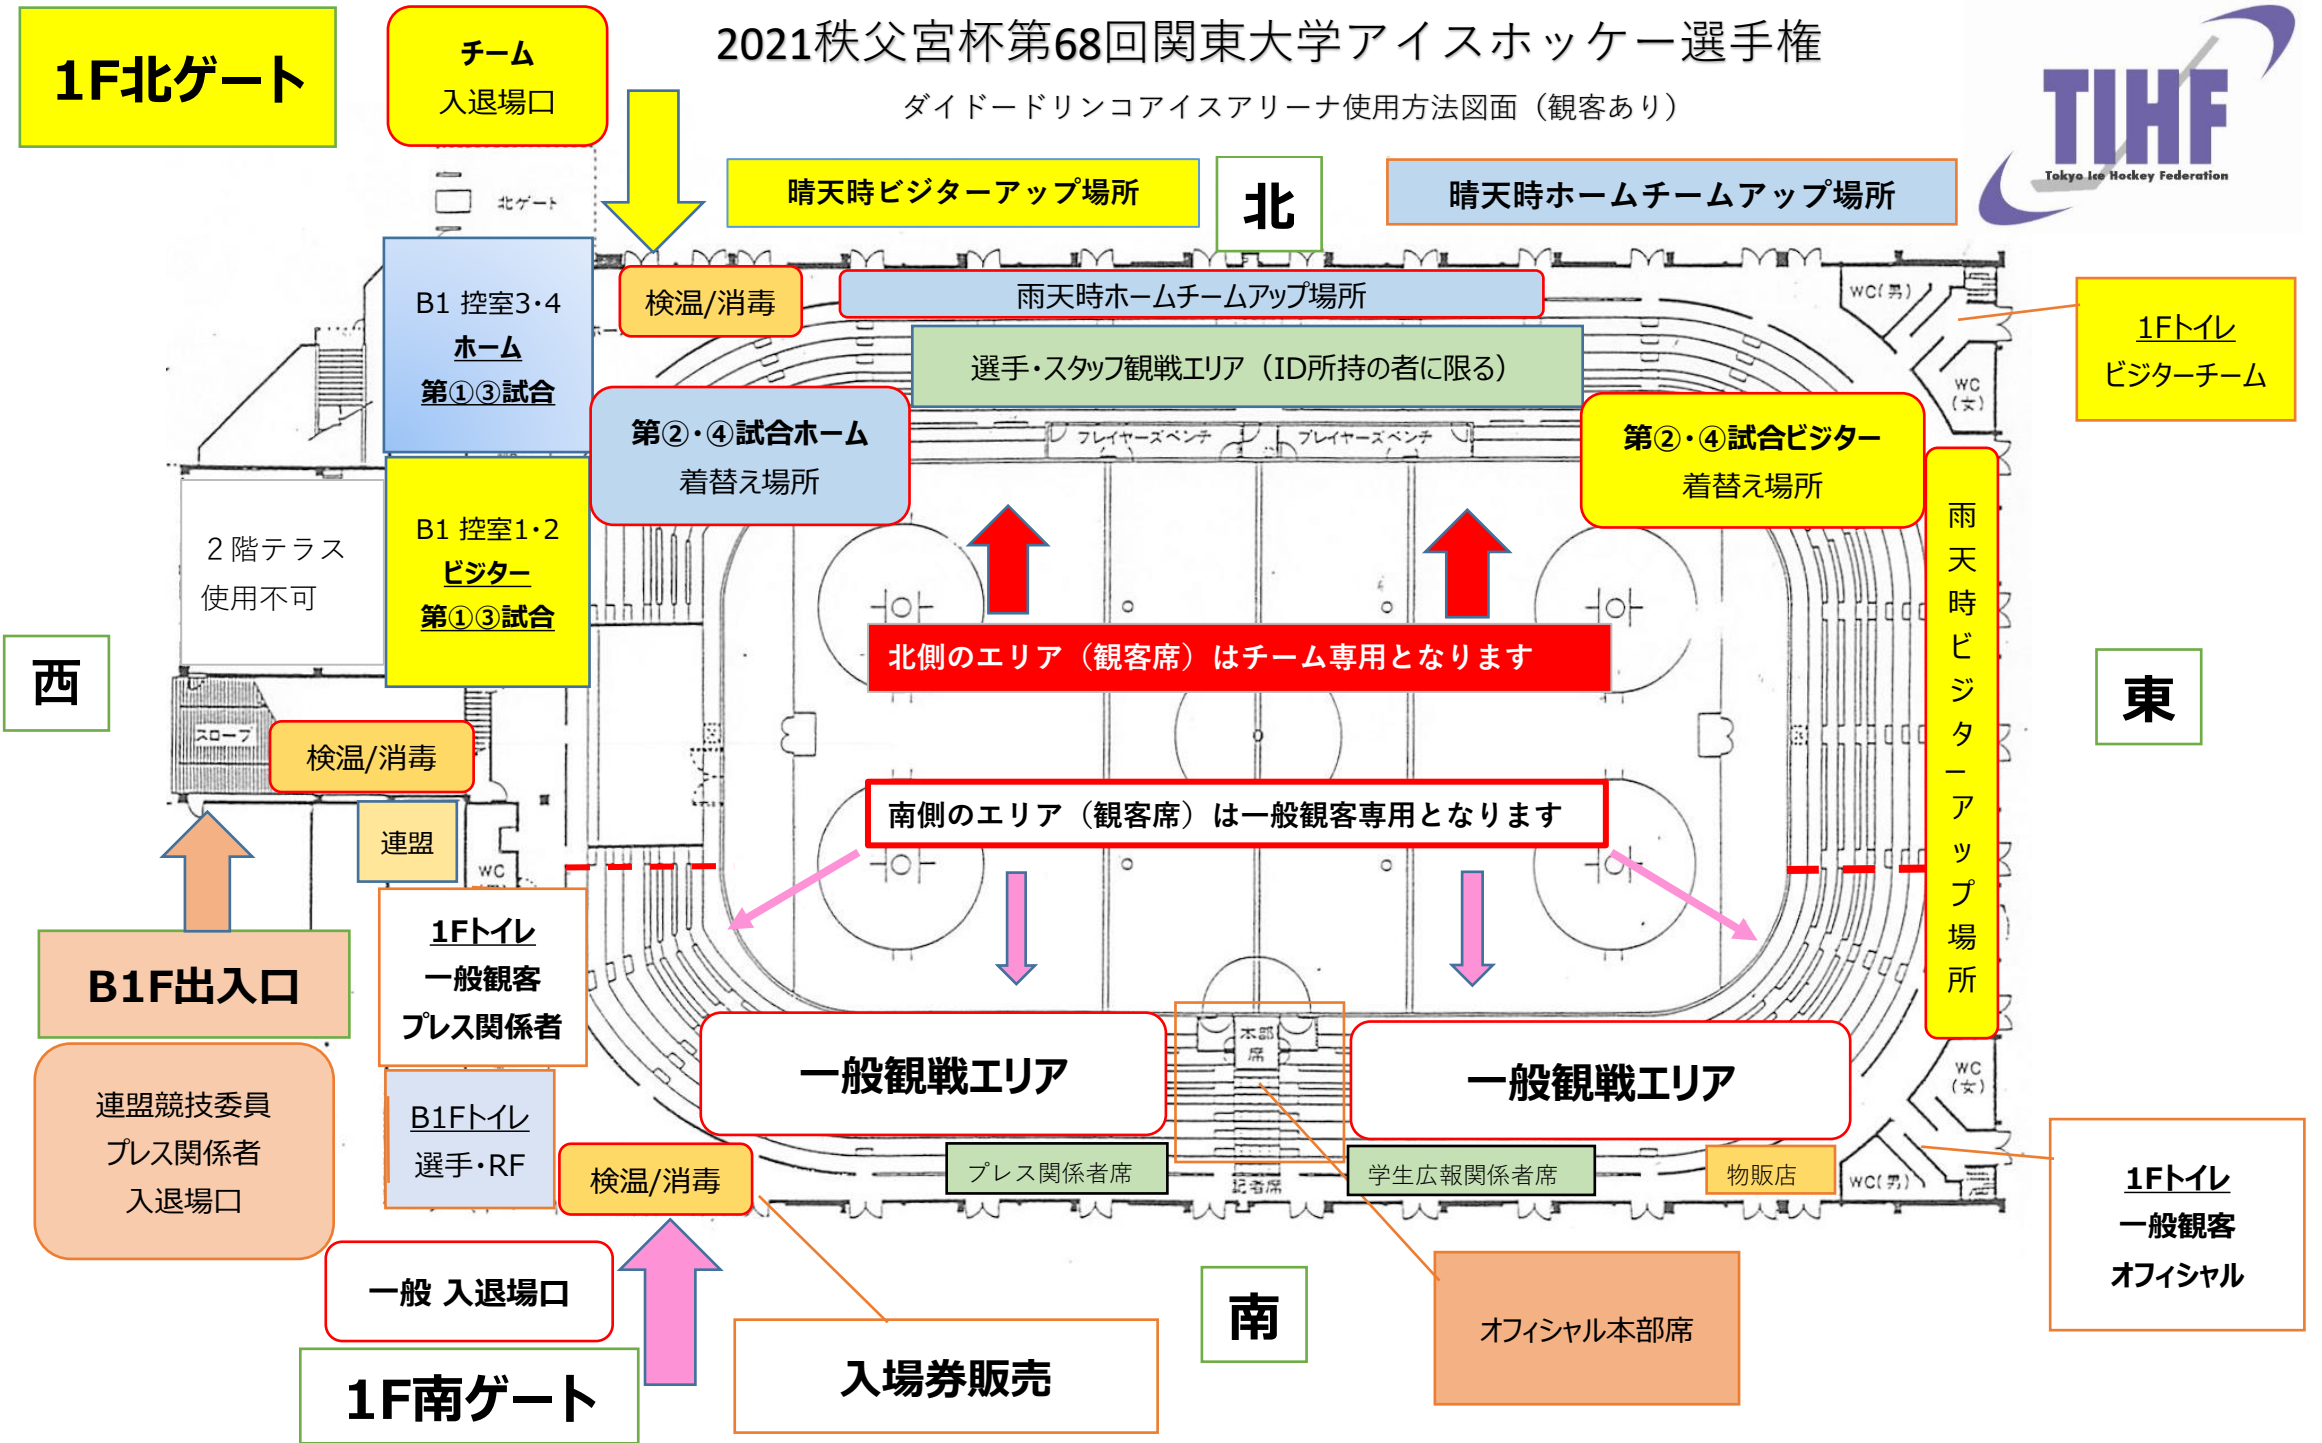 2021秩父宮杯第68回関東大学アイスホッケー選手権
ダイドードリンコアイスアリーナ使用方法図面（観客あり）
TIHF
Tokyo Ice Hockey Federation
1F北ゲート
チーム
入退場口
北ゲート
晴天時ビジターアップ場所
北
晴天時ホームチームアップ場所
B1 控室3・4
ホーム
第①③試合
検温/消毒
雨天時ホームチームアップ場所
選手・スタッフ観戦エリア（ID所持の者に限る）
WC(男)
WC
(女)
1Fトイレ
ビジターチーム
第②・④試合ホーム
着替え場所
プレイヤーズベンチ
プレイヤーズベンチ
第②・④試合ビジター
着替え場所
２階テラス
使用不可
B1 控室1・2
ビジター
第①③試合
雨天時ビジターアップ場所
北側のエリア（観客席）はチーム専用となります
西
東
スロープ
検温/消毒
南側のエリア（観客席）は一般観客専用となります
連盟
WC
B1F出入口
1Fトイレ
一般観客
プレス関係者
連盟競技委員
プレス関係者
入退場口
B1Fトイレ
選手・RF
一般観戦エリア
本部
席
一般観戦エリア
WC
(女)
検温/消毒
プレス関係者席
記者席
学生広報関係者席
物販店
WC(男)
1Fトイレ
一般観客
オフィシャル
一般 入退場口
1F南ゲート
入場券販売
南
オフィシャル本部席